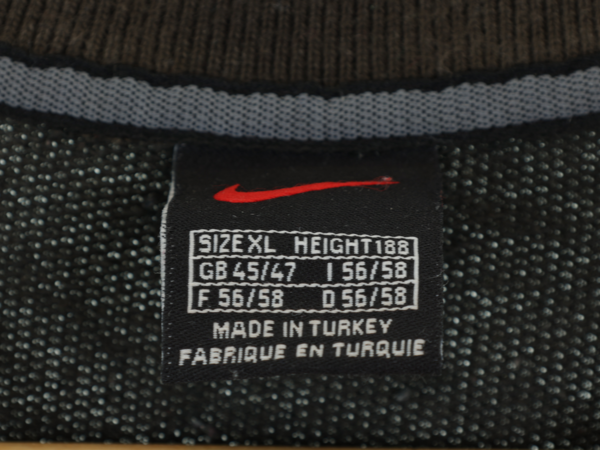 SIZE XL HEIGHT 188
GB 45/47 I 56/58
F 56/58 D 56/58
MADE IN TURKEY
FABRIQUE EN TURQUIE